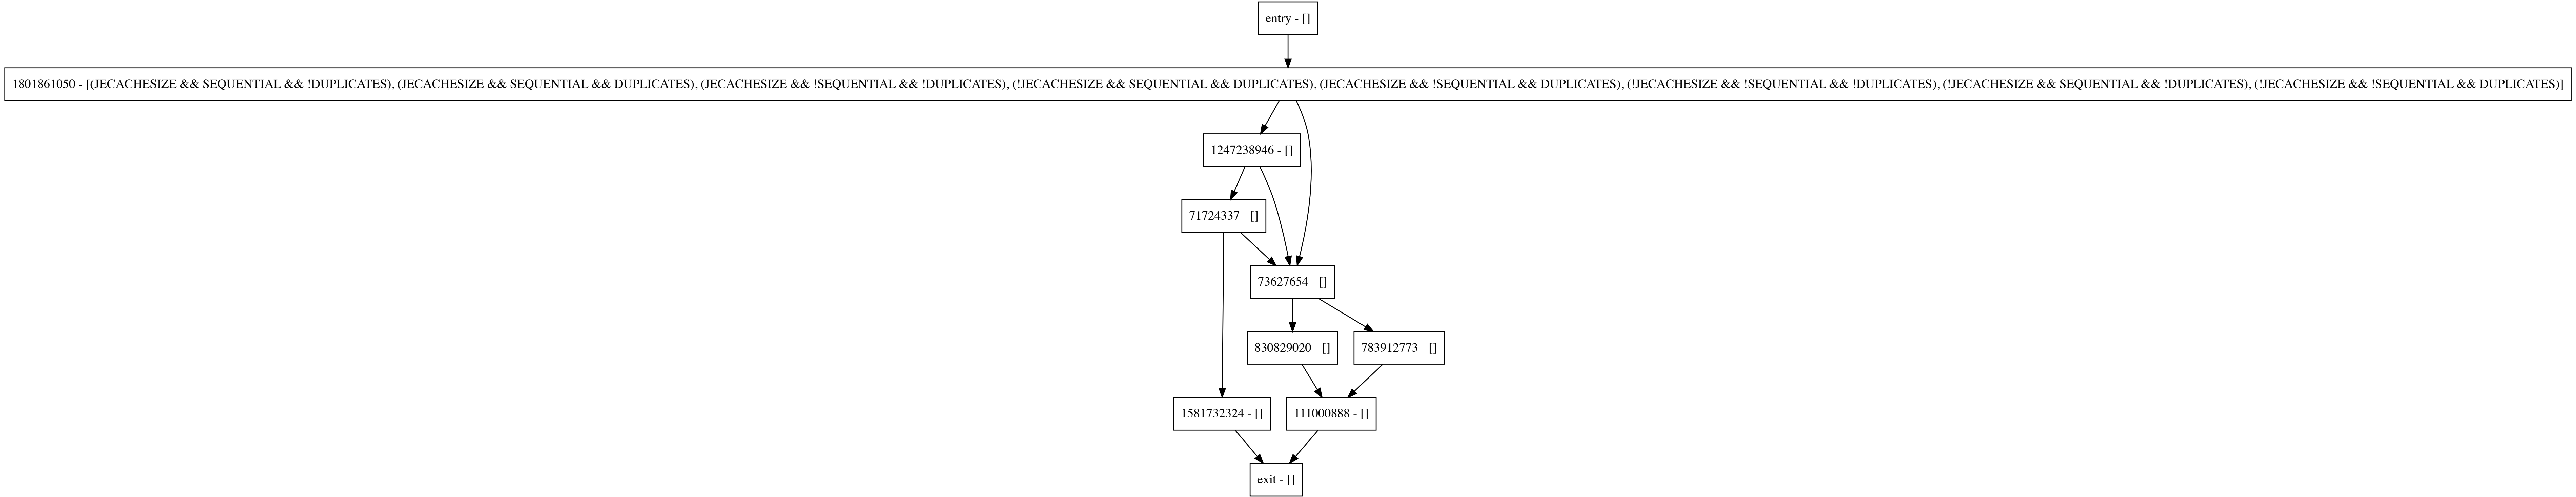 entry - []
1801861050 - [(JECACHESIZE && SEQUENTIAL && !DUPLICATES), (JECACHESIZE && SEQUENTIAL && DUPLICATES), (JECACHESIZE && !SEQUENTIAL && !DUPLICATES), (!JECACHESIZE && SEQUENTIAL && DUPLICATES), (JECACHESIZE && !SEQUENTIAL && DUPLICATES), (!JECACHESIZE && !SEQUENTIAL && !DUPLICATES), (!JECACHESIZE && SEQUENTIAL && !DUPLICATES), (!JECACHESIZE && !SEQUENTIAL && DUPLICATES)]
1247238946 - []
71724337 - []
73627654 - []
830829020 - []
783912773 - []
1581732324 - []
111000888 - []
exit - []